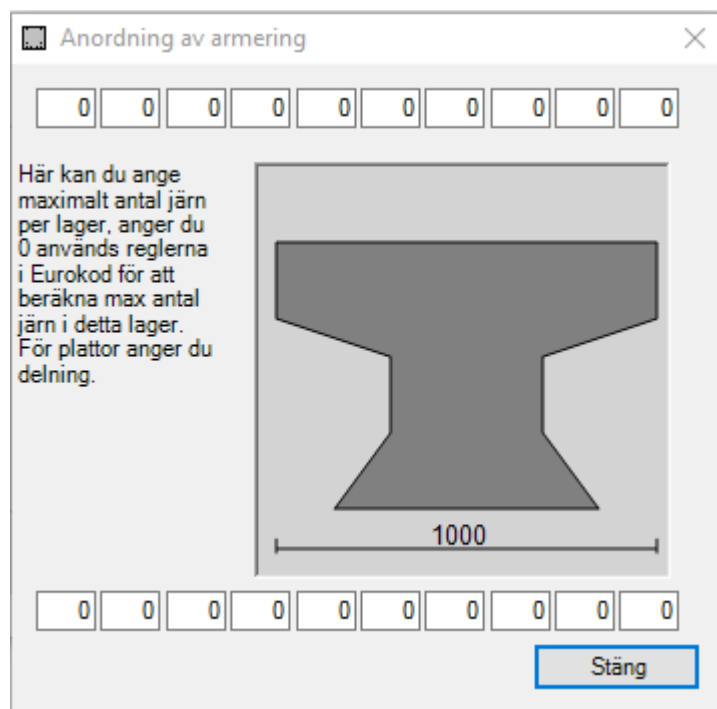 Anordning av armering
0 0 0 0 0 0 0 0 0 0
Här kan du ange
maximalt antal järn
per lager, anger du
0 används reglerna
i Eurokod för att
beräkna max antal
järn i detta lager.
För plattor anger du
delning.
1000
0 0 0 0 0 0 0 0 0 0
Stäng